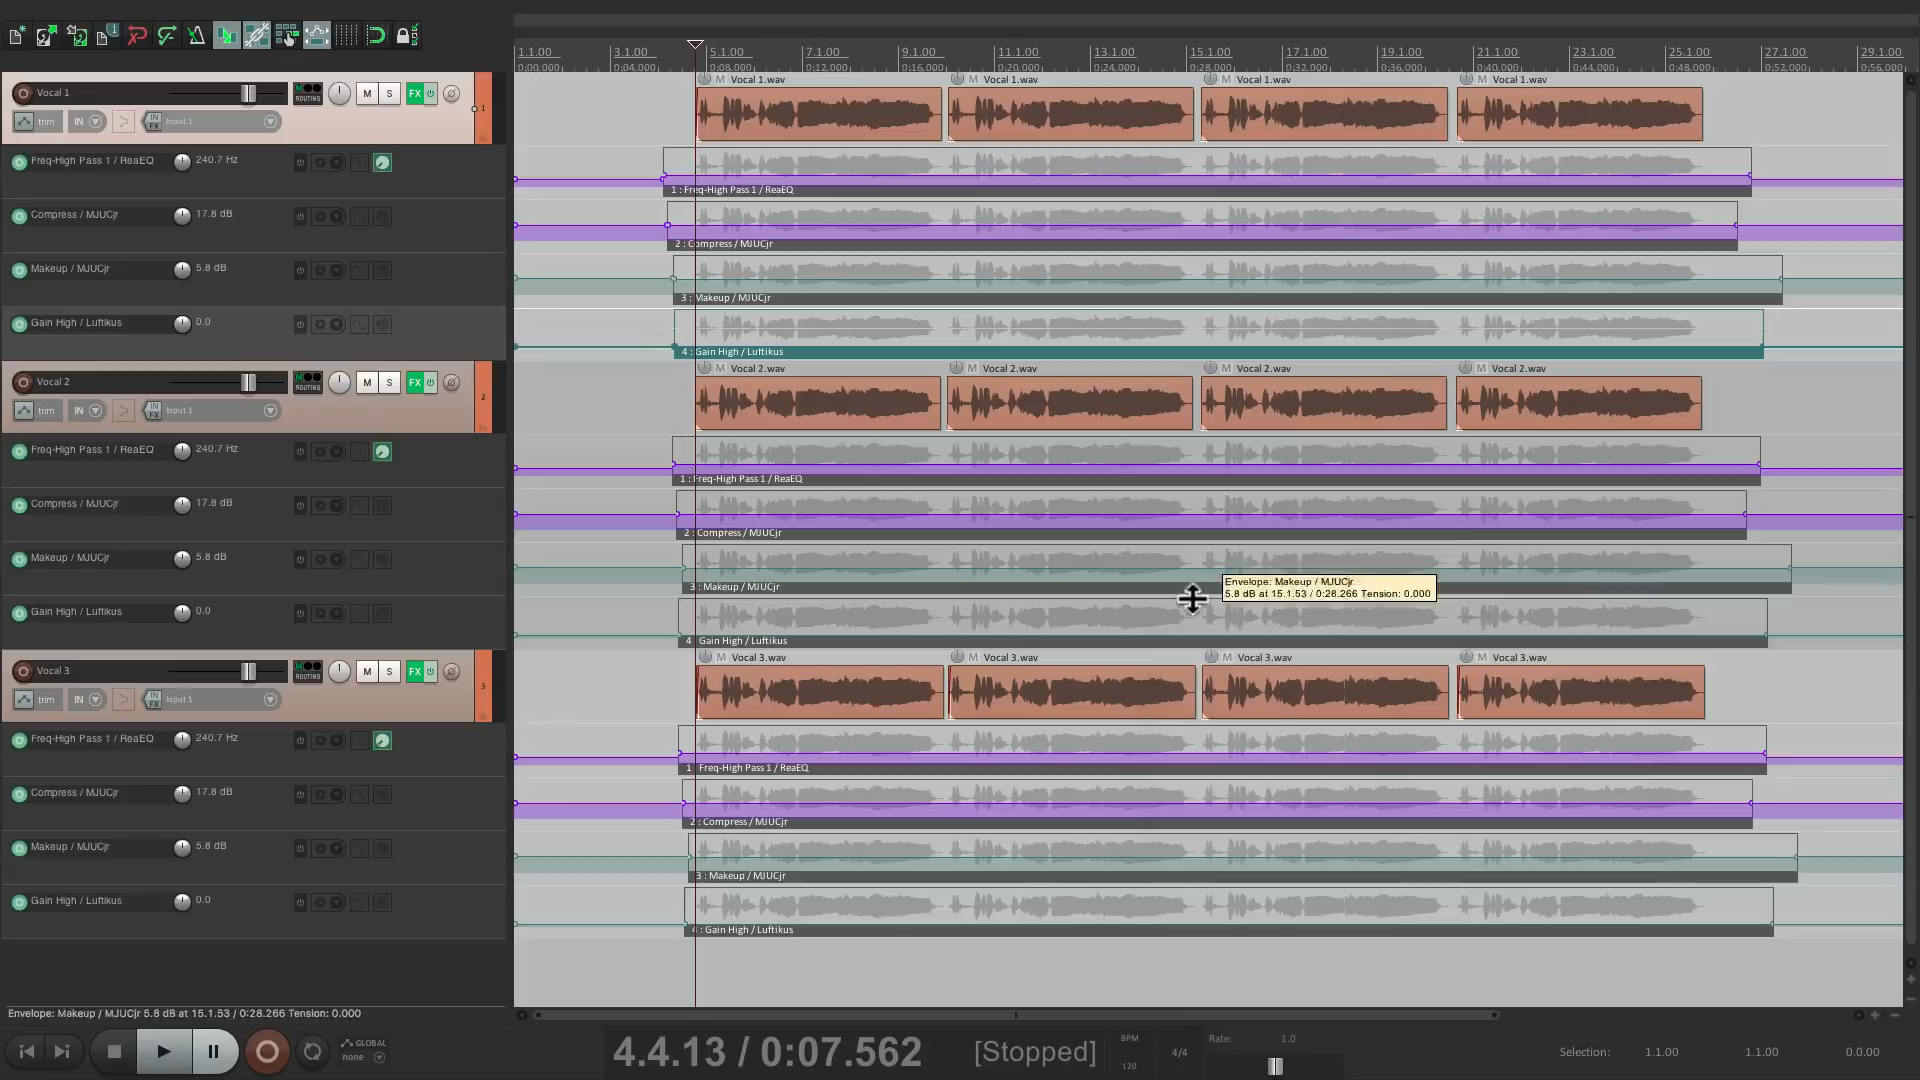 1.1.00 3.1.00 5.1.00 7.1.00 9.1.00 11.1.00 13.1.00 15.1.00 17.1.00 19.1.00 21.1.00 23.1.00 25.1.00 27.1.00 29.1.00
0:00.000 0:04.000 0:08.000 0:12.000 0:16.000 0:20.000 0:24.000 0:28.000 0:32.000 0:36.000 0:40.000 0:44.000 0:48.000 0:52.000 0:56.000
M Vocal 1.wav M Vocal 1.wav M Vocal 1.wav M Vocal 1.wav
Vocal 1 ROUTING M S FX 1
trim IN IN FX Input 1
Freq-High Pass 1 / ReaEQ 240.7 Hz
1 : Freq-High Pass 1 / ReaEQ
Compress / MJUCjr 17.8 dB
2 : Compress / MJUCjr
Makeup / MJUCjr 5.8 dB
3 : Makeup / MJUCjr
Gain High / Luftikus 0.0
4 : Gain High / Luftikus
M Vocal 2.wav M Vocal 2.wav M Vocal 2.wav M Vocal 2.wav
Vocal 2 ROUTING M S FX 2
trim IN IN FX Input 1
Freq-High Pass 1 / ReaEQ 240.7 Hz
1 : Freq-High Pass 1 / ReaEQ
Compress / MJUCjr 17.8 dB
2 : Compress / MJUCjr
Makeup / MJUCjr 5.8 dB
3 : Makeup / MJUCjr
Envelope: Makeup / MJUCjr
5.8 dB at 15.1.53 / 0:28.266 Tension: 0.000
Gain High / Luftikus 0.0
4 Gain High / Luftikus
M Vocal 3.wav M Vocal 3.wav M Vocal 3.wav M Vocal 3.wav
Vocal 3 ROUTING M S FX 3
trim IN IN FX Input 1
Freq-High Pass 1 / ReaEQ 240.7 Hz
1 Freq-High Pass 1 / ReaEQ
Compress / MJUCjr 17.8 dB
2 : Compress / MJUCjr
Makeup / MJUCjr 5.8 dB
3 : Makeup / MJUCjr
Gain High / Luftikus 0.0
4 : Gain High / Luftikus
Envelope: Makeup / MJUCjr 5.8 dB at 15.1.53 / 0:28.266 Tension: 0.000
GLOBAL
none
4.4.13 / 0:07.562 [Stopped]
BPM
120
4/4
Rate: 1.0
Selection: 1.1.00 1.1.00 0.0.00